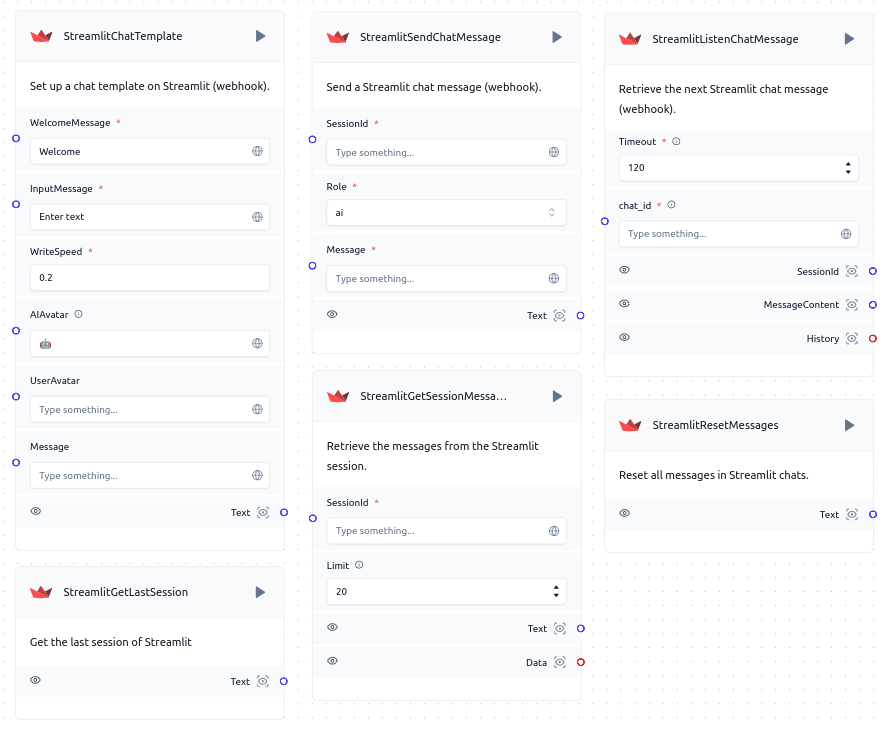 StreamlitChatTemplate
Set up a chat template on Streamlit (webhook).
WelcomeMessage *
Welcome
InputMessage *
Enter text
WriteSpeed *
0.2
AIAvatar
🤖
UserAvatar
Type something...
Message
Type something...
Text
StreamlitGetLastSession
Get the last session of Streamlit
Text
StreamlitSendChatMessage
Send a Streamlit chat message (webhook).
SessionId *
Type something...
Role *
ai
Message *
Type something...
Text
StreamlitGetSessionMessa...
Retrieve the messages from the Streamlit
session.
SessionId *
Type something...
Limit
20
Text
Data
StreamlitListenChatMessage
Retrieve the next Streamlit chat message
(webhook).
Timeout *
120
chat_id *
Type something...
SessionId
MessageContent
History
StreamlitResetMessages
Reset all messages in Streamlit chats.
Text